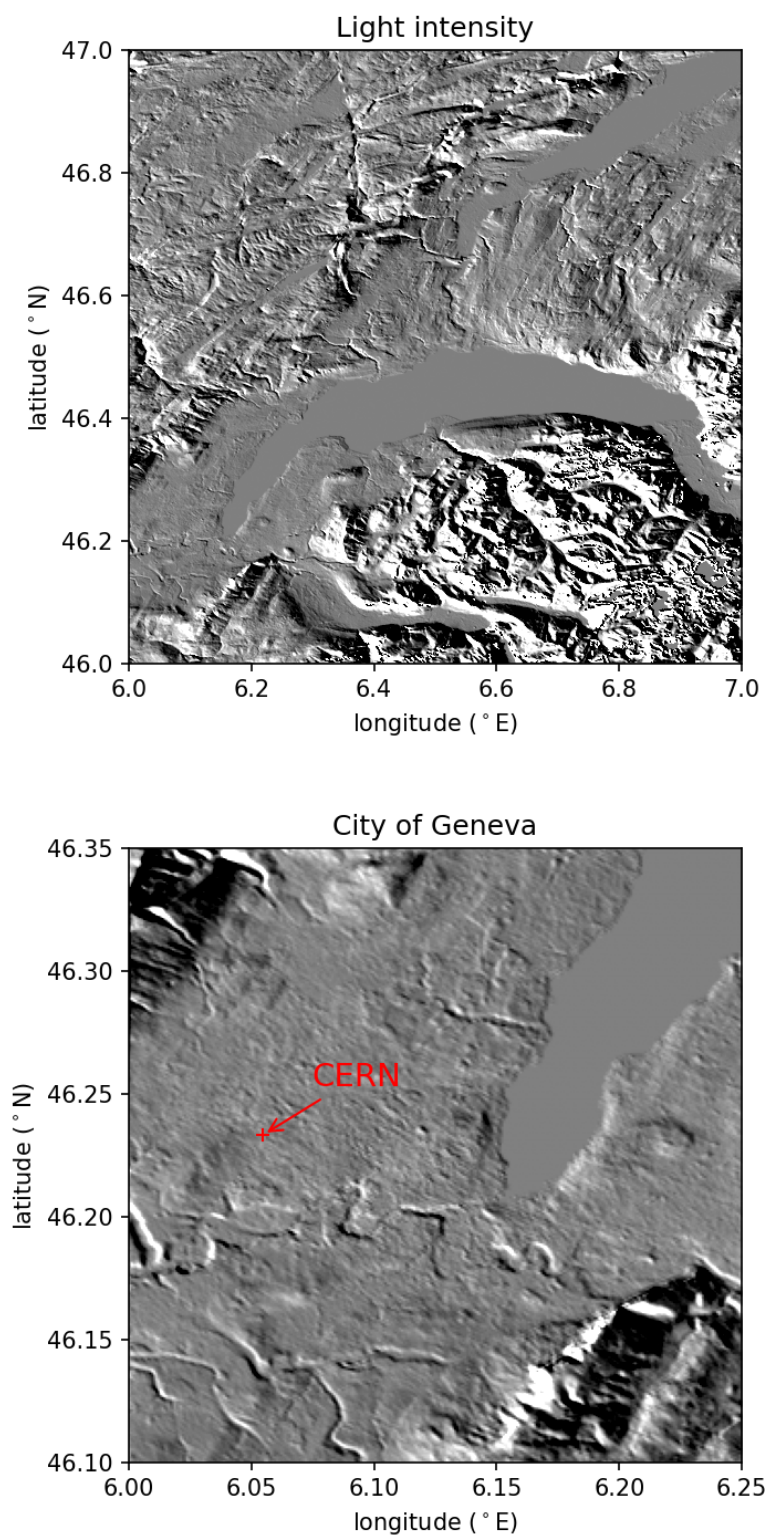 Light intensity
47.0
46.8
46.6
46.4
46.2
46.0
latitude (°N)
6.0 6.2 6.4 6.6 6.8 7.0
longitude (°E)
City of Geneva
46.35
46.30
46.25
46.20
46.15
46.10
latitude (°N)
CERN
6.00 6.05 6.10 6.15 6.20 6.25
longitude (°E)